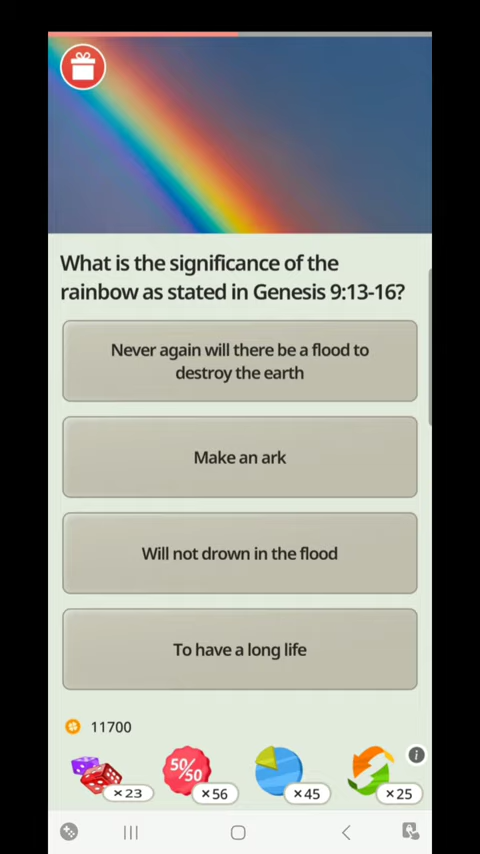 What is the significance of the
rainbow as stated in Genesis 9:13-16?
Never again will there be a flood to
destroy the earth
Make an ark
Will not drown in the flood
To have a long life
11700
50/50
×23
×56
×45
×25
i